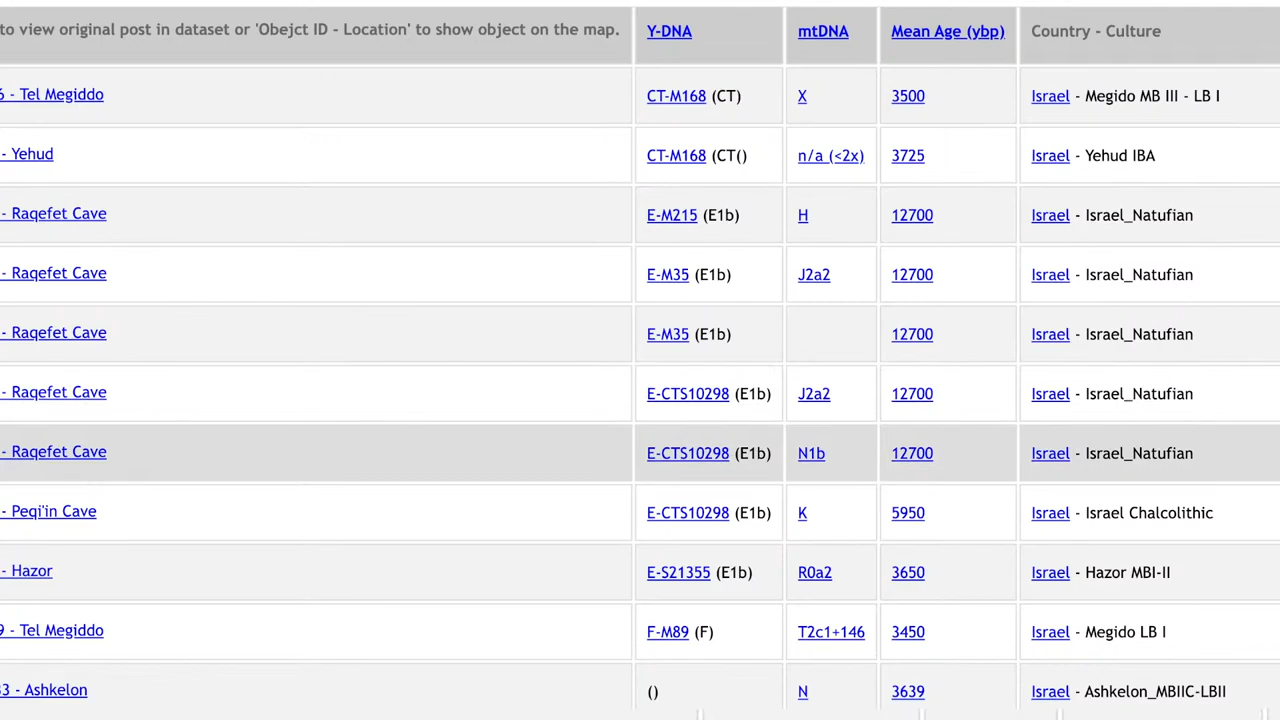 to view original post in dataset or 'Obejct ID - Location' to show object on the map. Y-DNA mtDNA Mean Age (ybp) Country - Culture
6 - Tel Megiddo CT-M168 (CT) X 3500 Israel - Megido MB III - LB I
- Yehud CT-M168 (CT() n/a (<2x) 3725 Israel - Yehud IBA
- Raqefet Cave E-M215 (E1b) H 12700 Israel - Israel_Natufian
- Raqefet Cave E-M35 (E1b) J2a2 12700 Israel - Israel_Natufian
- Raqefet Cave E-M35 (E1b) 12700 Israel - Israel_Natufian
- Raqefet Cave E-CTS10298 (E1b) J2a2 12700 Israel - Israel_Natufian
- Raqefet Cave E-CTS10298 (E1b) N1b 12700 Israel - Israel_Natufian
- Peqi'in Cave E-CTS10298 (E1b) K 5950 Israel - Israel Chalcolithic
- Hazor E-S21355 (E1b) R0a2 3650 Israel - Hazor MBI-II
9 - Tel Megiddo F-M89 (F) T2c1+146 3450 Israel - Megido LB I
33 - Ashkelon () N 3639 Israel - Ashkelon_MBIIC-LBII